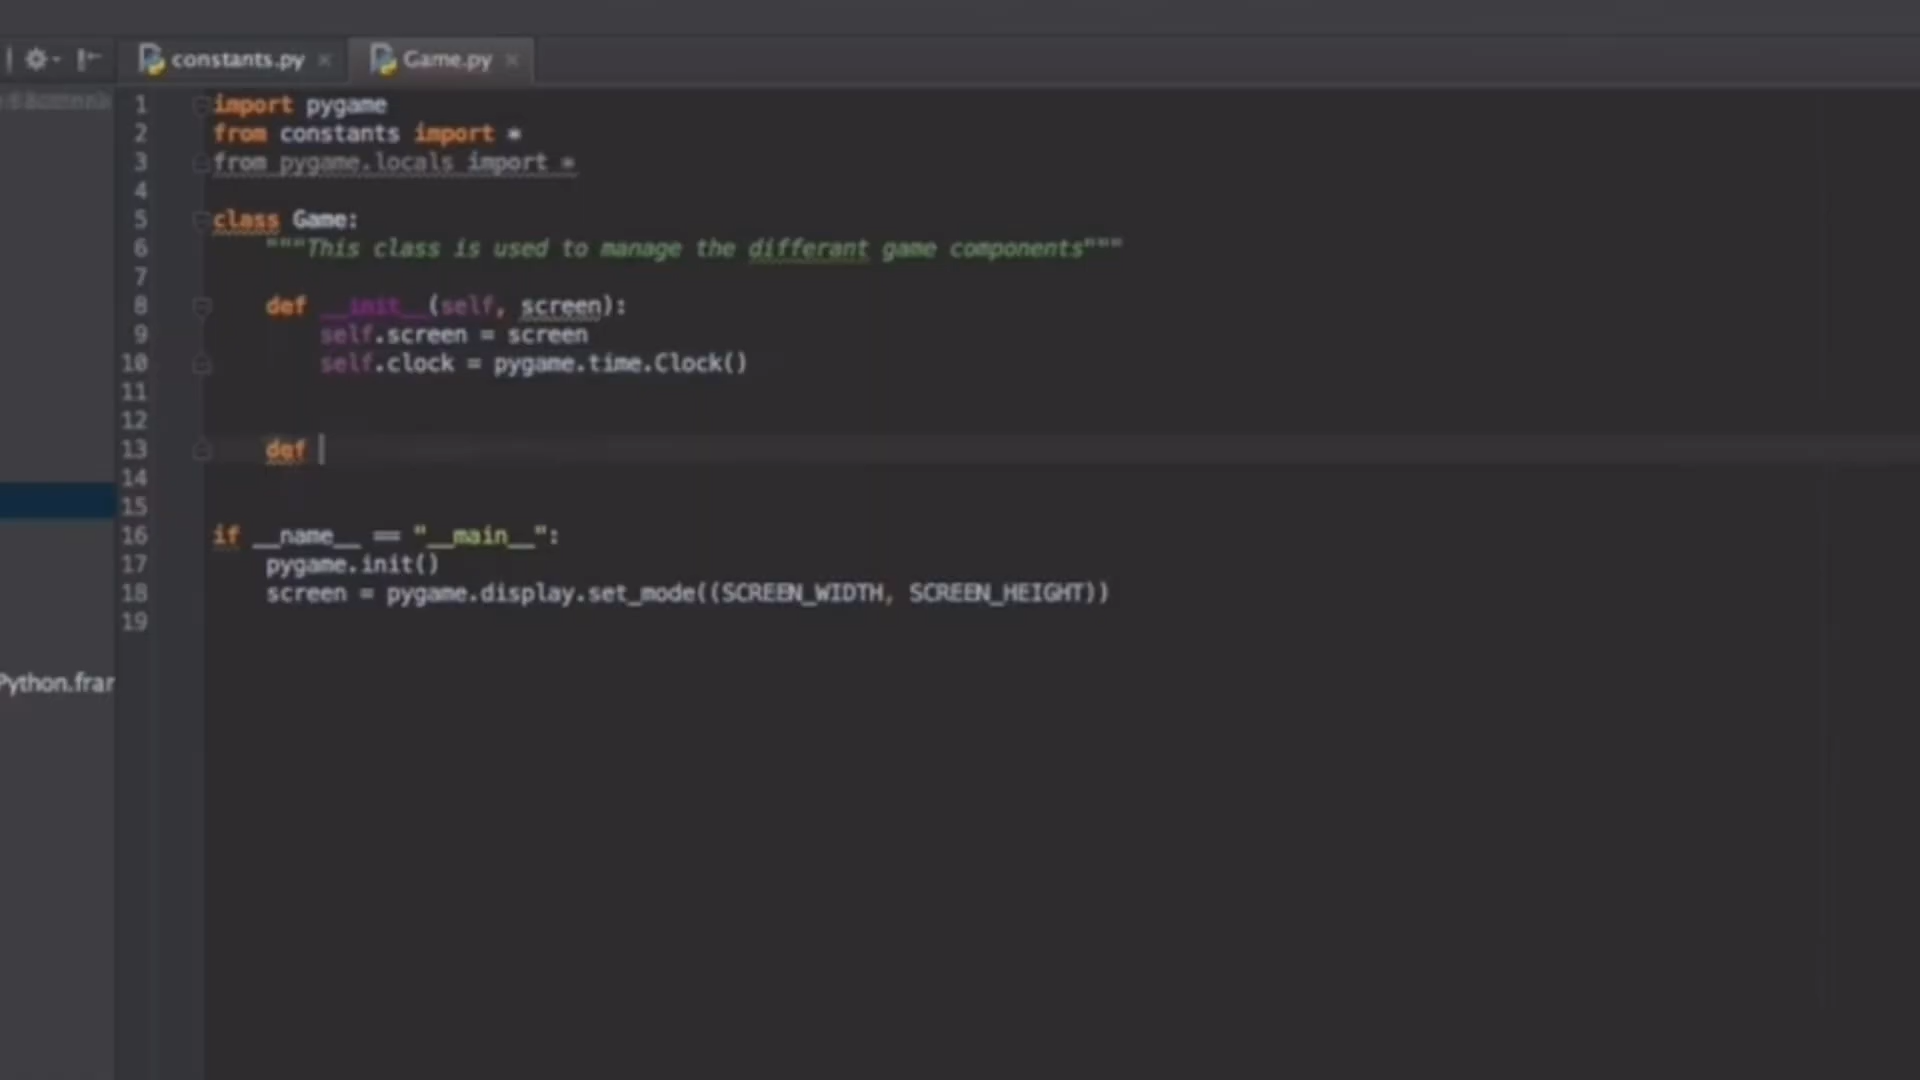 constants.py
Game.py
1 import pygame
2 from constants import *
3 from pygame.locals import *
4
5 class Game:
6 """This class is used to manage the differant game components"""
7
8 def __init__(self, screen):
9 self.screen = screen
10 self.clock = pygame.time.Clock()
11
12
13 def
14
15
16 if __name__ == "__main__":
17 pygame.init()
18 screen = pygame.display.set_mode((SCREEN_WIDTH, SCREEN_HEIGHT))
19
Python.fra